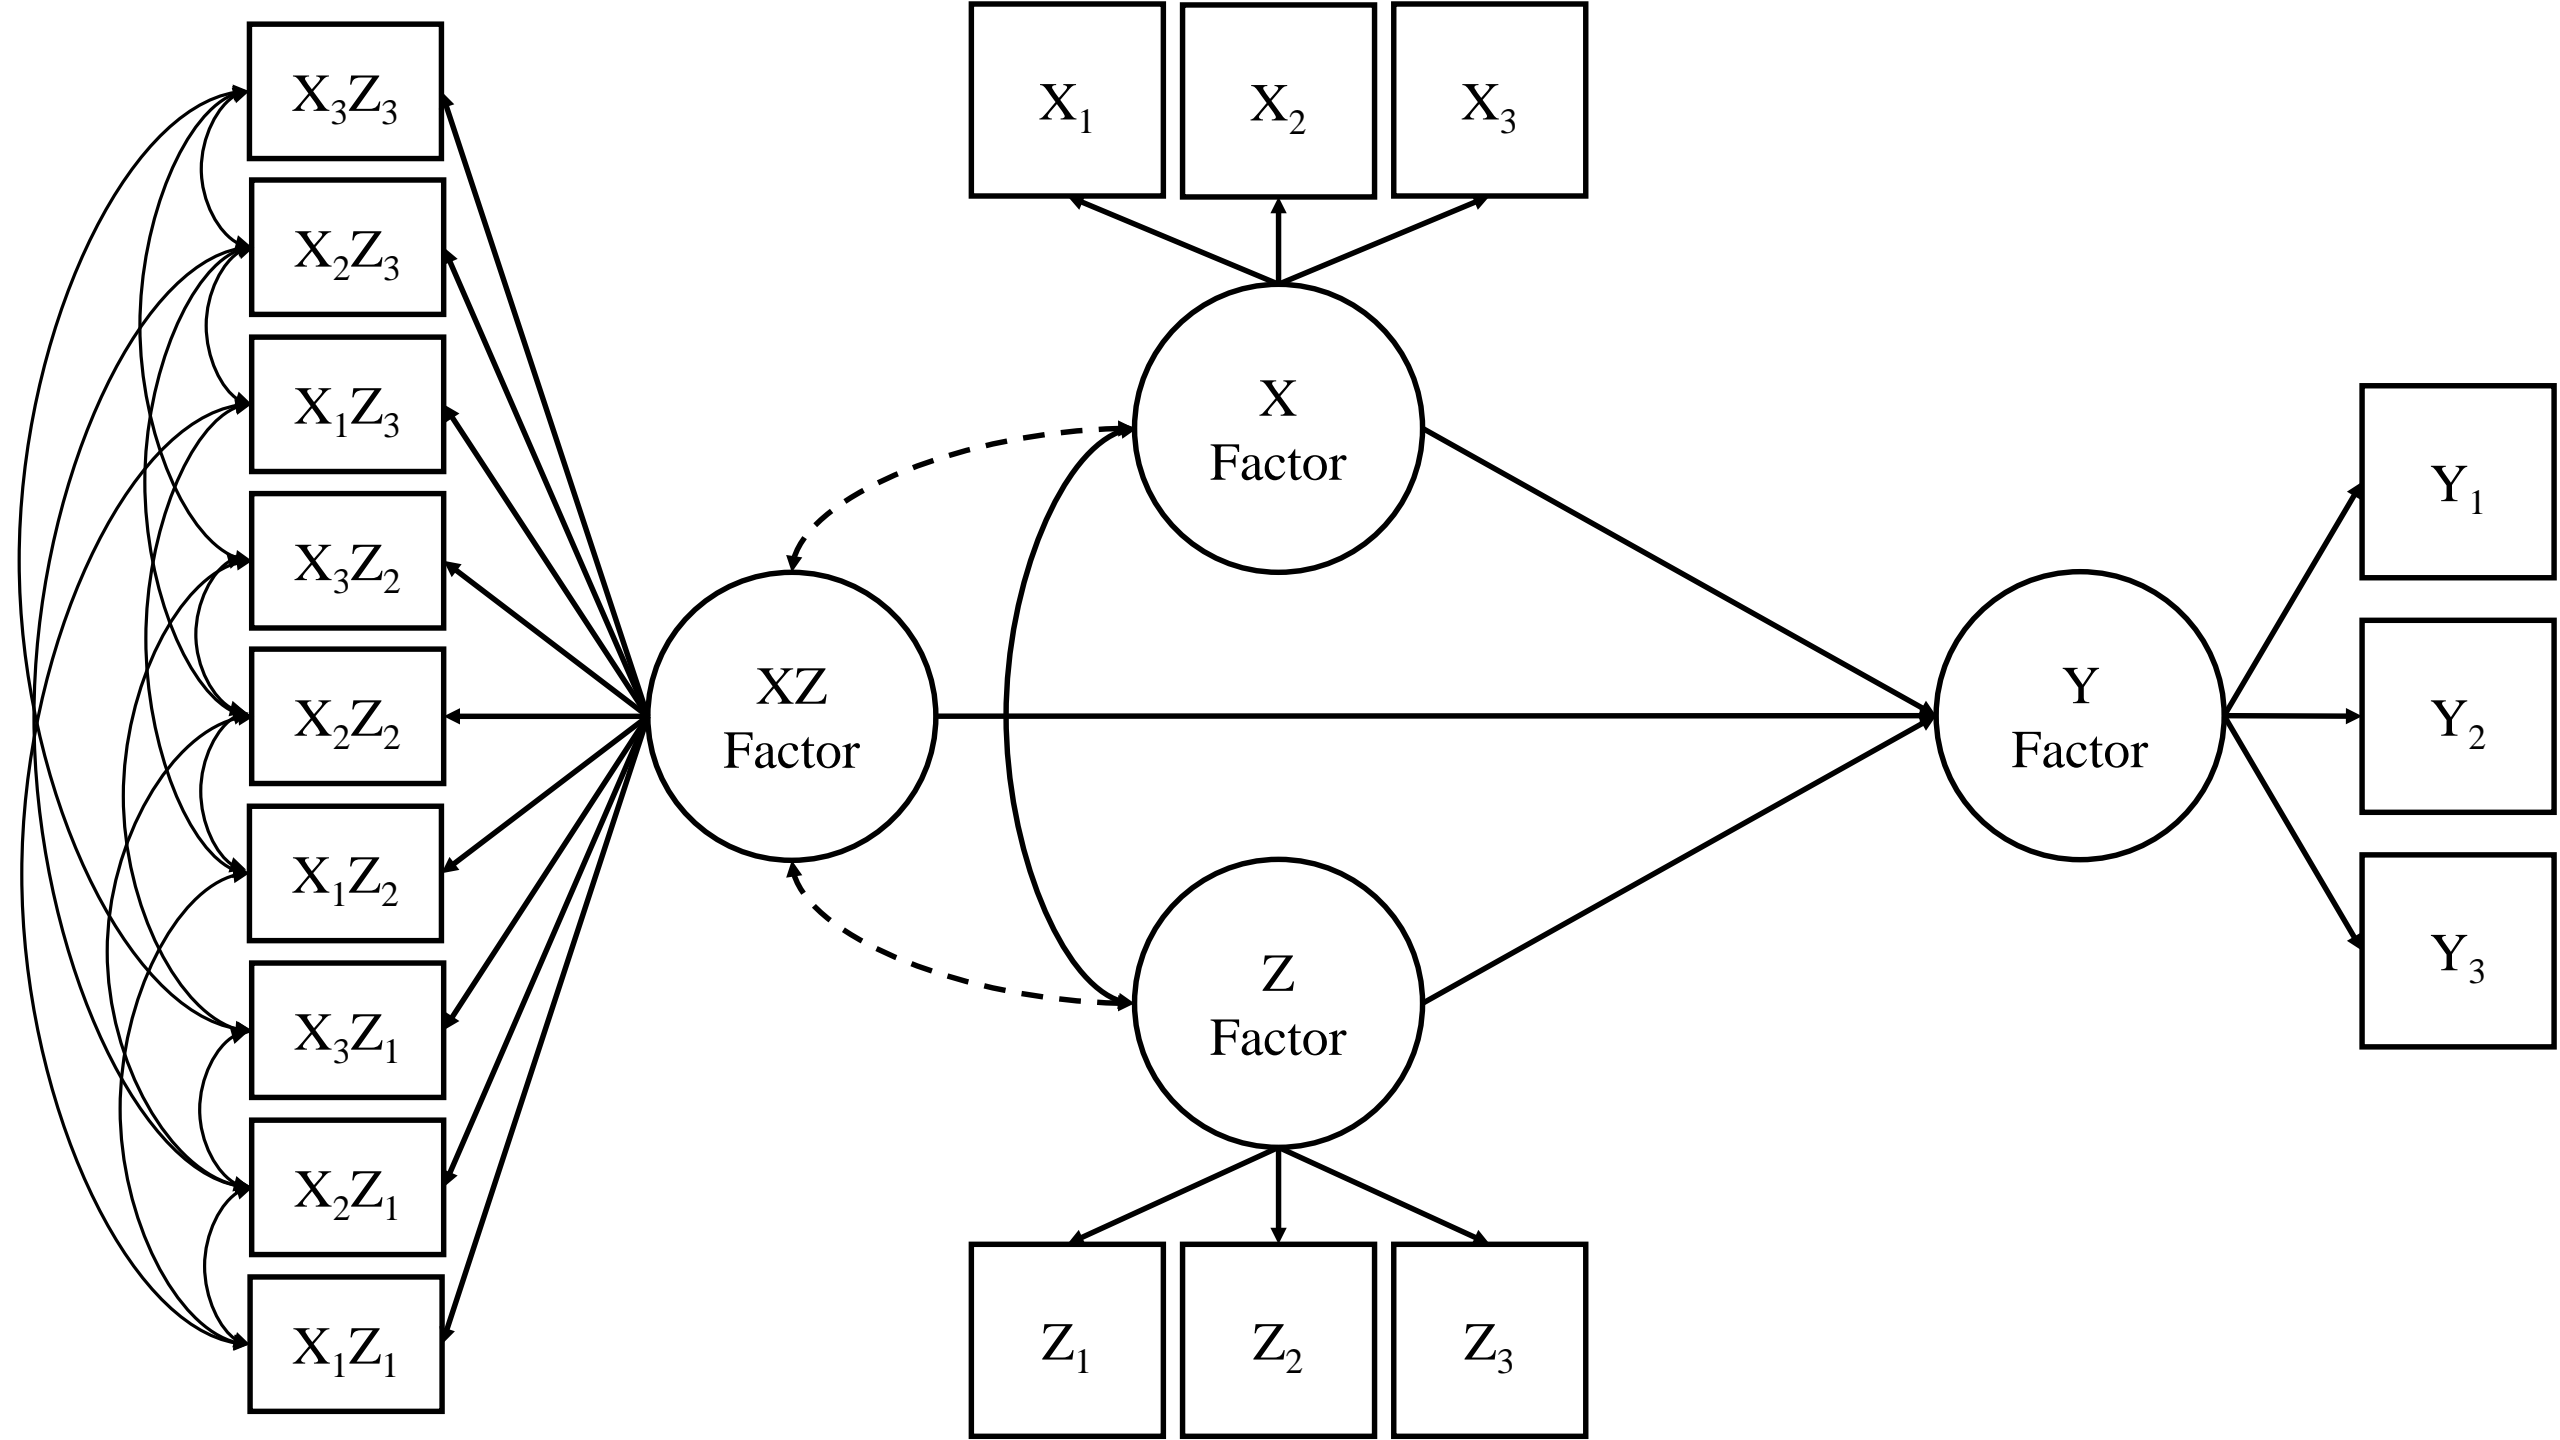 X₃Z₃
X₂Z₃
X₁Z₃
X₃Z₂
X₂Z₂
X₁Z₂
X₃Z₁
X₂Z₁
X₁Z₁
XZ
Factor
X₁ X₂ X₃
X
Factor
Z
Factor
Z₁ Z₂ Z₃
Y
Factor
Y₁
Y₂
Y₃